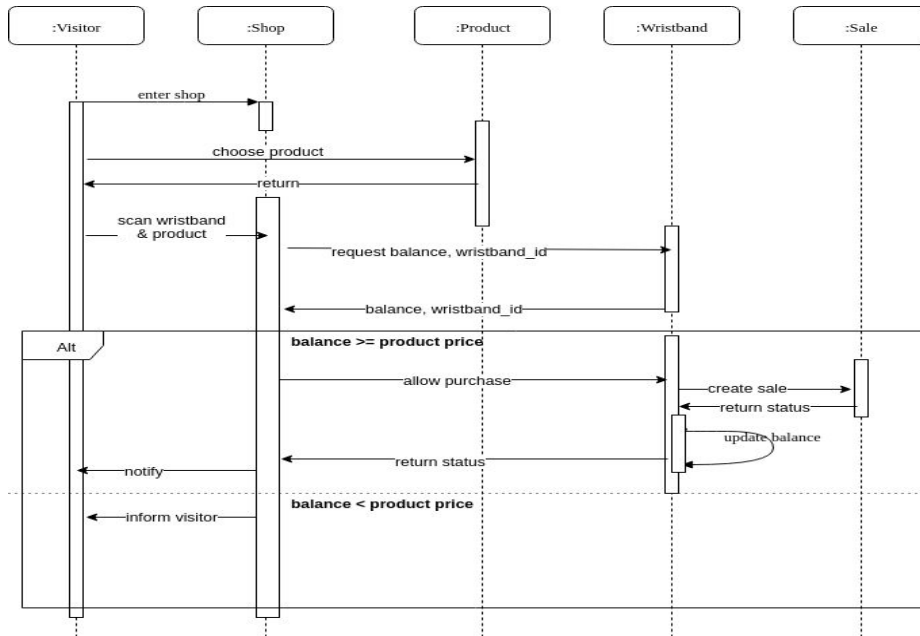 :Visitor
:Shop
:Product
:Wristband
:Sale
enter shop
choose product
return
scan wristband
& product
request balance, wristband_id
balance, wristband_id
Alt
balance >= product price
allow purchase
create sale
return status
update balance
return status
notify
balance < product price
inform visitor